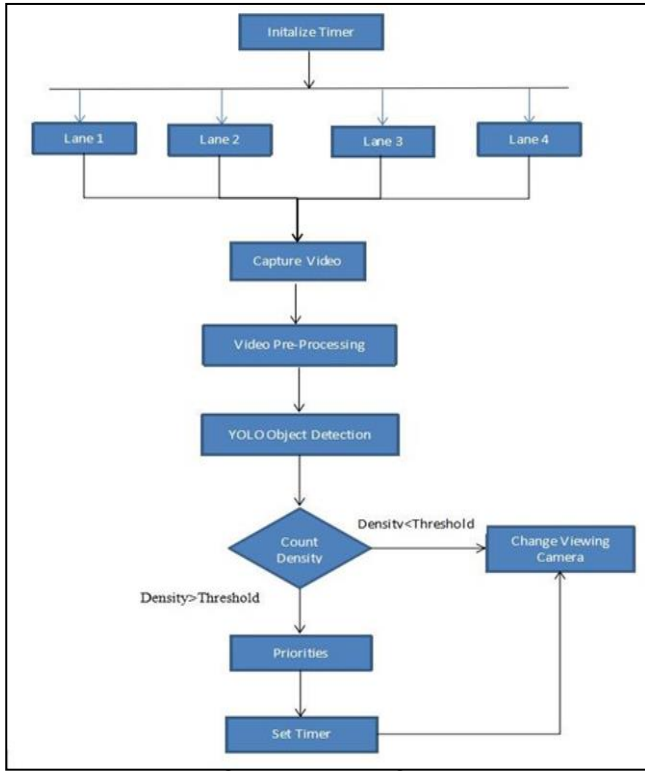 Initalize Timer
Lane 1
Lane 2
Lane 3
Lane 4
Capture Video
Video Pre-Processing
YOLO Object Detection
Count
Density
Density<Threshold
Change Viewing
Camera
Density>Threshold
Priorities
Set Timer